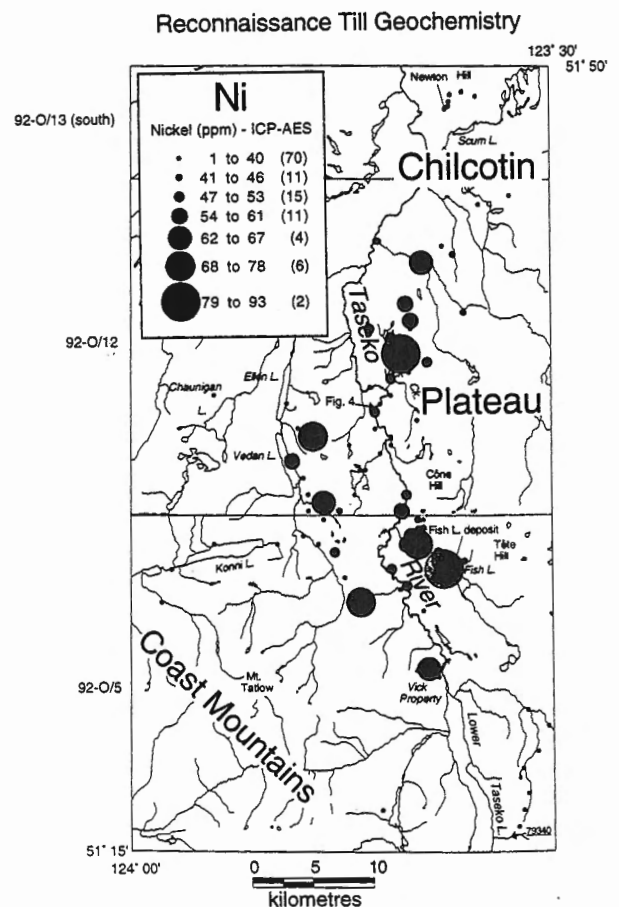 Reconnaissance Till Geochemistry
123° 30'
51° 50'
92-O/13 (south)
Ni
Nickel (ppm) - ICP-AES
1 to 40 (70)
41 to 46 (11)
47 to 53 (15)
54 to 61 (11)
62 to 67 (4)
68 to 78 (6)
79 to 93 (2)
Newton Hill
Scum L.
Chilcotin
Taseko
92-O/12
Elkin L.
Chaunigan
L.
Fig. 4
Ck.
Plateau
Vedan L.
Cône
Hill
Fish L. deposit
Tête
Hill
Fish L.
Konni L.
River
Coast Mountains
Mt.
Tatlow
92-O/5
Vick
Property
Lower
Taseko L.
79340
51° 15'
124° 00'
0 5 10
kilometres